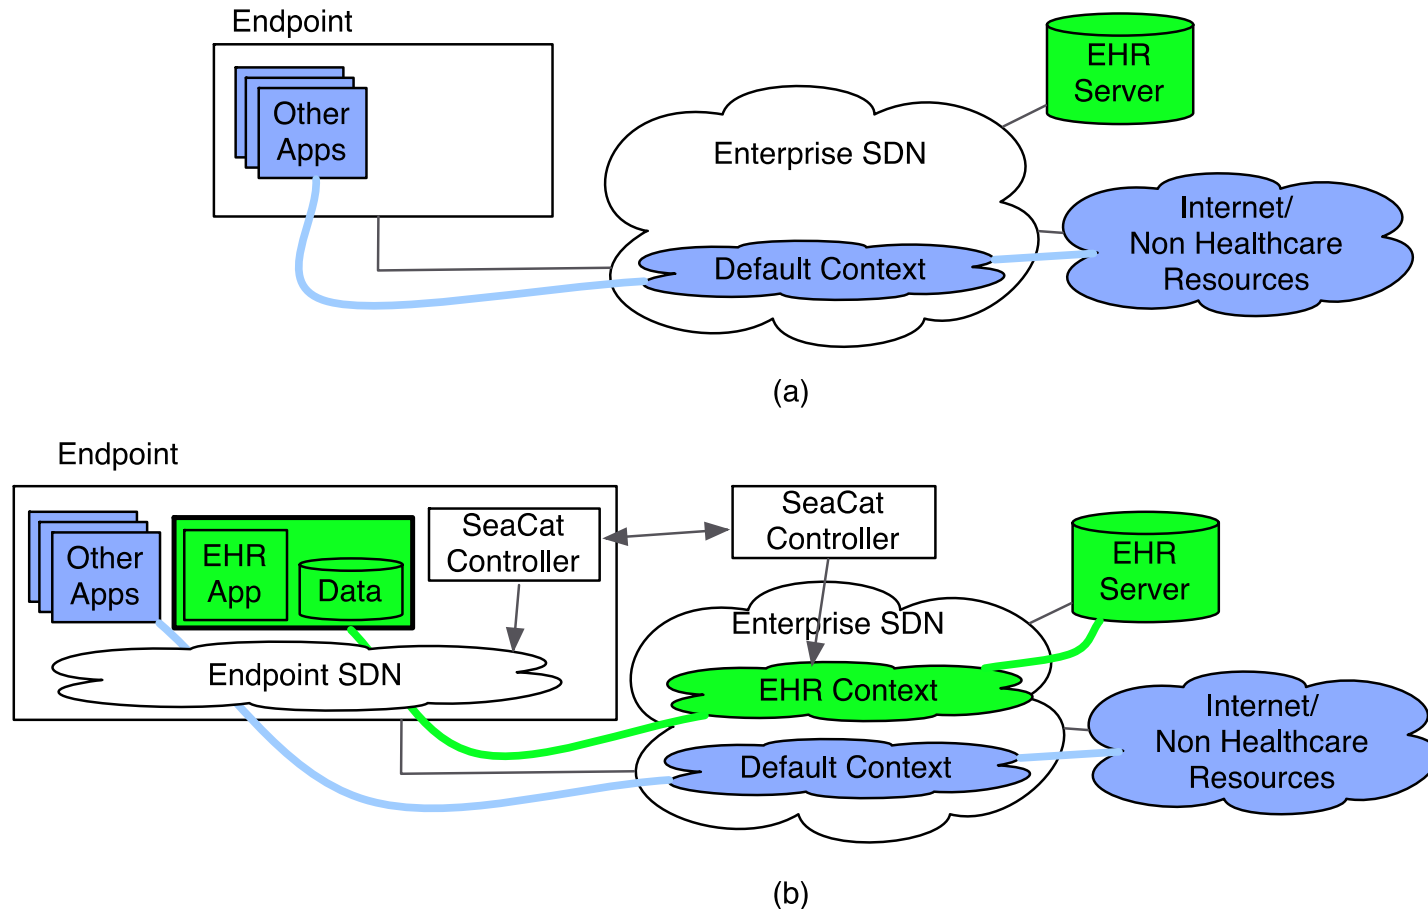 Endpoint
Other
Apps
EHR
Server
Enterprise SDN
Internet/
Non Healthcare
Resources
Default Context
(a)
Endpoint
Other
Apps
EHR
App
Data
SeaCat
Controller
SeaCat
Controller
EHR
Server
Enterprise SDN
Endpoint SDN
EHR Context
Internet/
Non Healthcare
Resources
Default Context
(b)